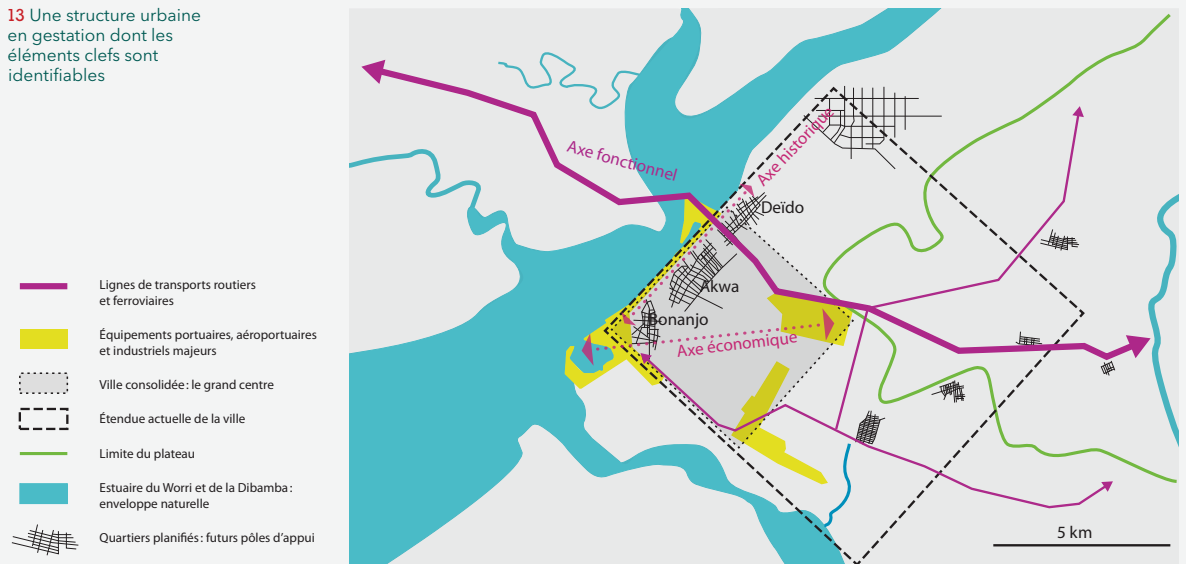 13 Une structure urbaine
en gestation dont les
éléments clefs sont
identifiables
Axe fonctionnel
Axe historique
Deïdo
Akwa
Bonanjo
Axe économique
5 km
Lignes de transports routiers
et ferroviaires
Équipements portuaires, aéroportuaires
et industriels majeurs
Ville consolidée : le grand centre
Étendue actuelle de la ville
Limite du plateau
Estuaire du Worri et de la Dibamba :
enveloppe naturelle
Quartiers planifiés : futurs pôles d'appui